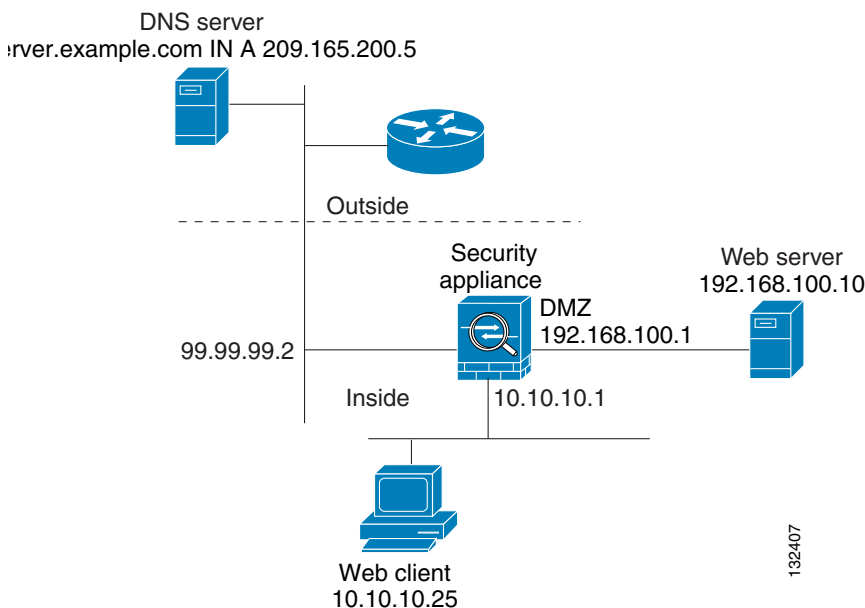 DNS server
erver.example.com IN A 209.165.200.5
Outside
Security
appliance
Web server
192.168.100.10
DMZ
192.168.100.1
99.99.99.2
Inside
10.10.10.1
Web client
10.10.10.25
132407